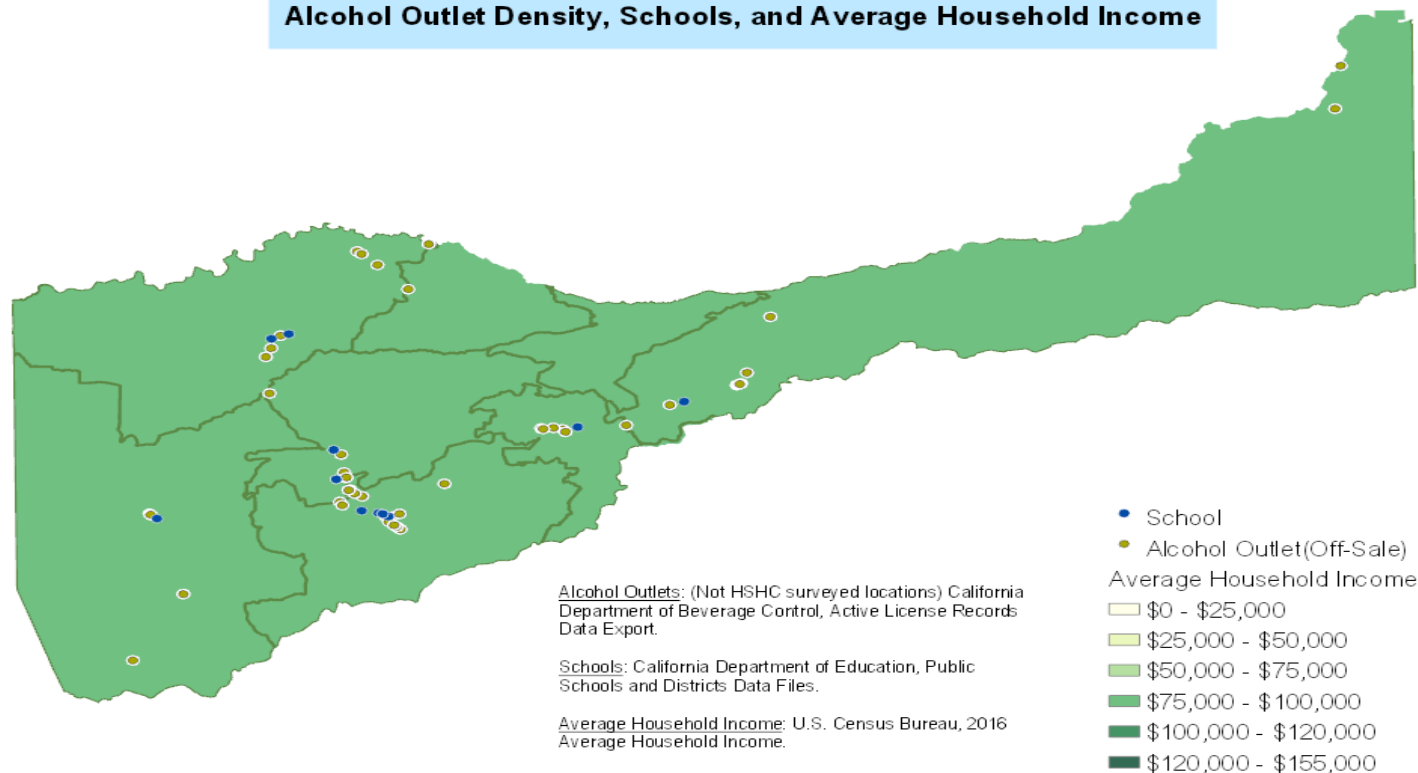 Alcohol Outlet Density, Schools, and Average Household Income
School
Alcohol Outlet(Off-Sale)
Average Household Income
$0 - $25,000
$25,000 - $50,000
$50,000 - $75,000
$75,000 - $100,000
$100,000 - $120,000
$120,000 - $155,000
Alcohol Outlets: (Not HSHC surveyed locations) California
Department of Beverage Control, Active License Records
Data Export.
Schools: California Department of Education, Public
Schools and Districts Data Files.
Average Household Income: U.S. Census Bureau, 2016
Average Household Income.